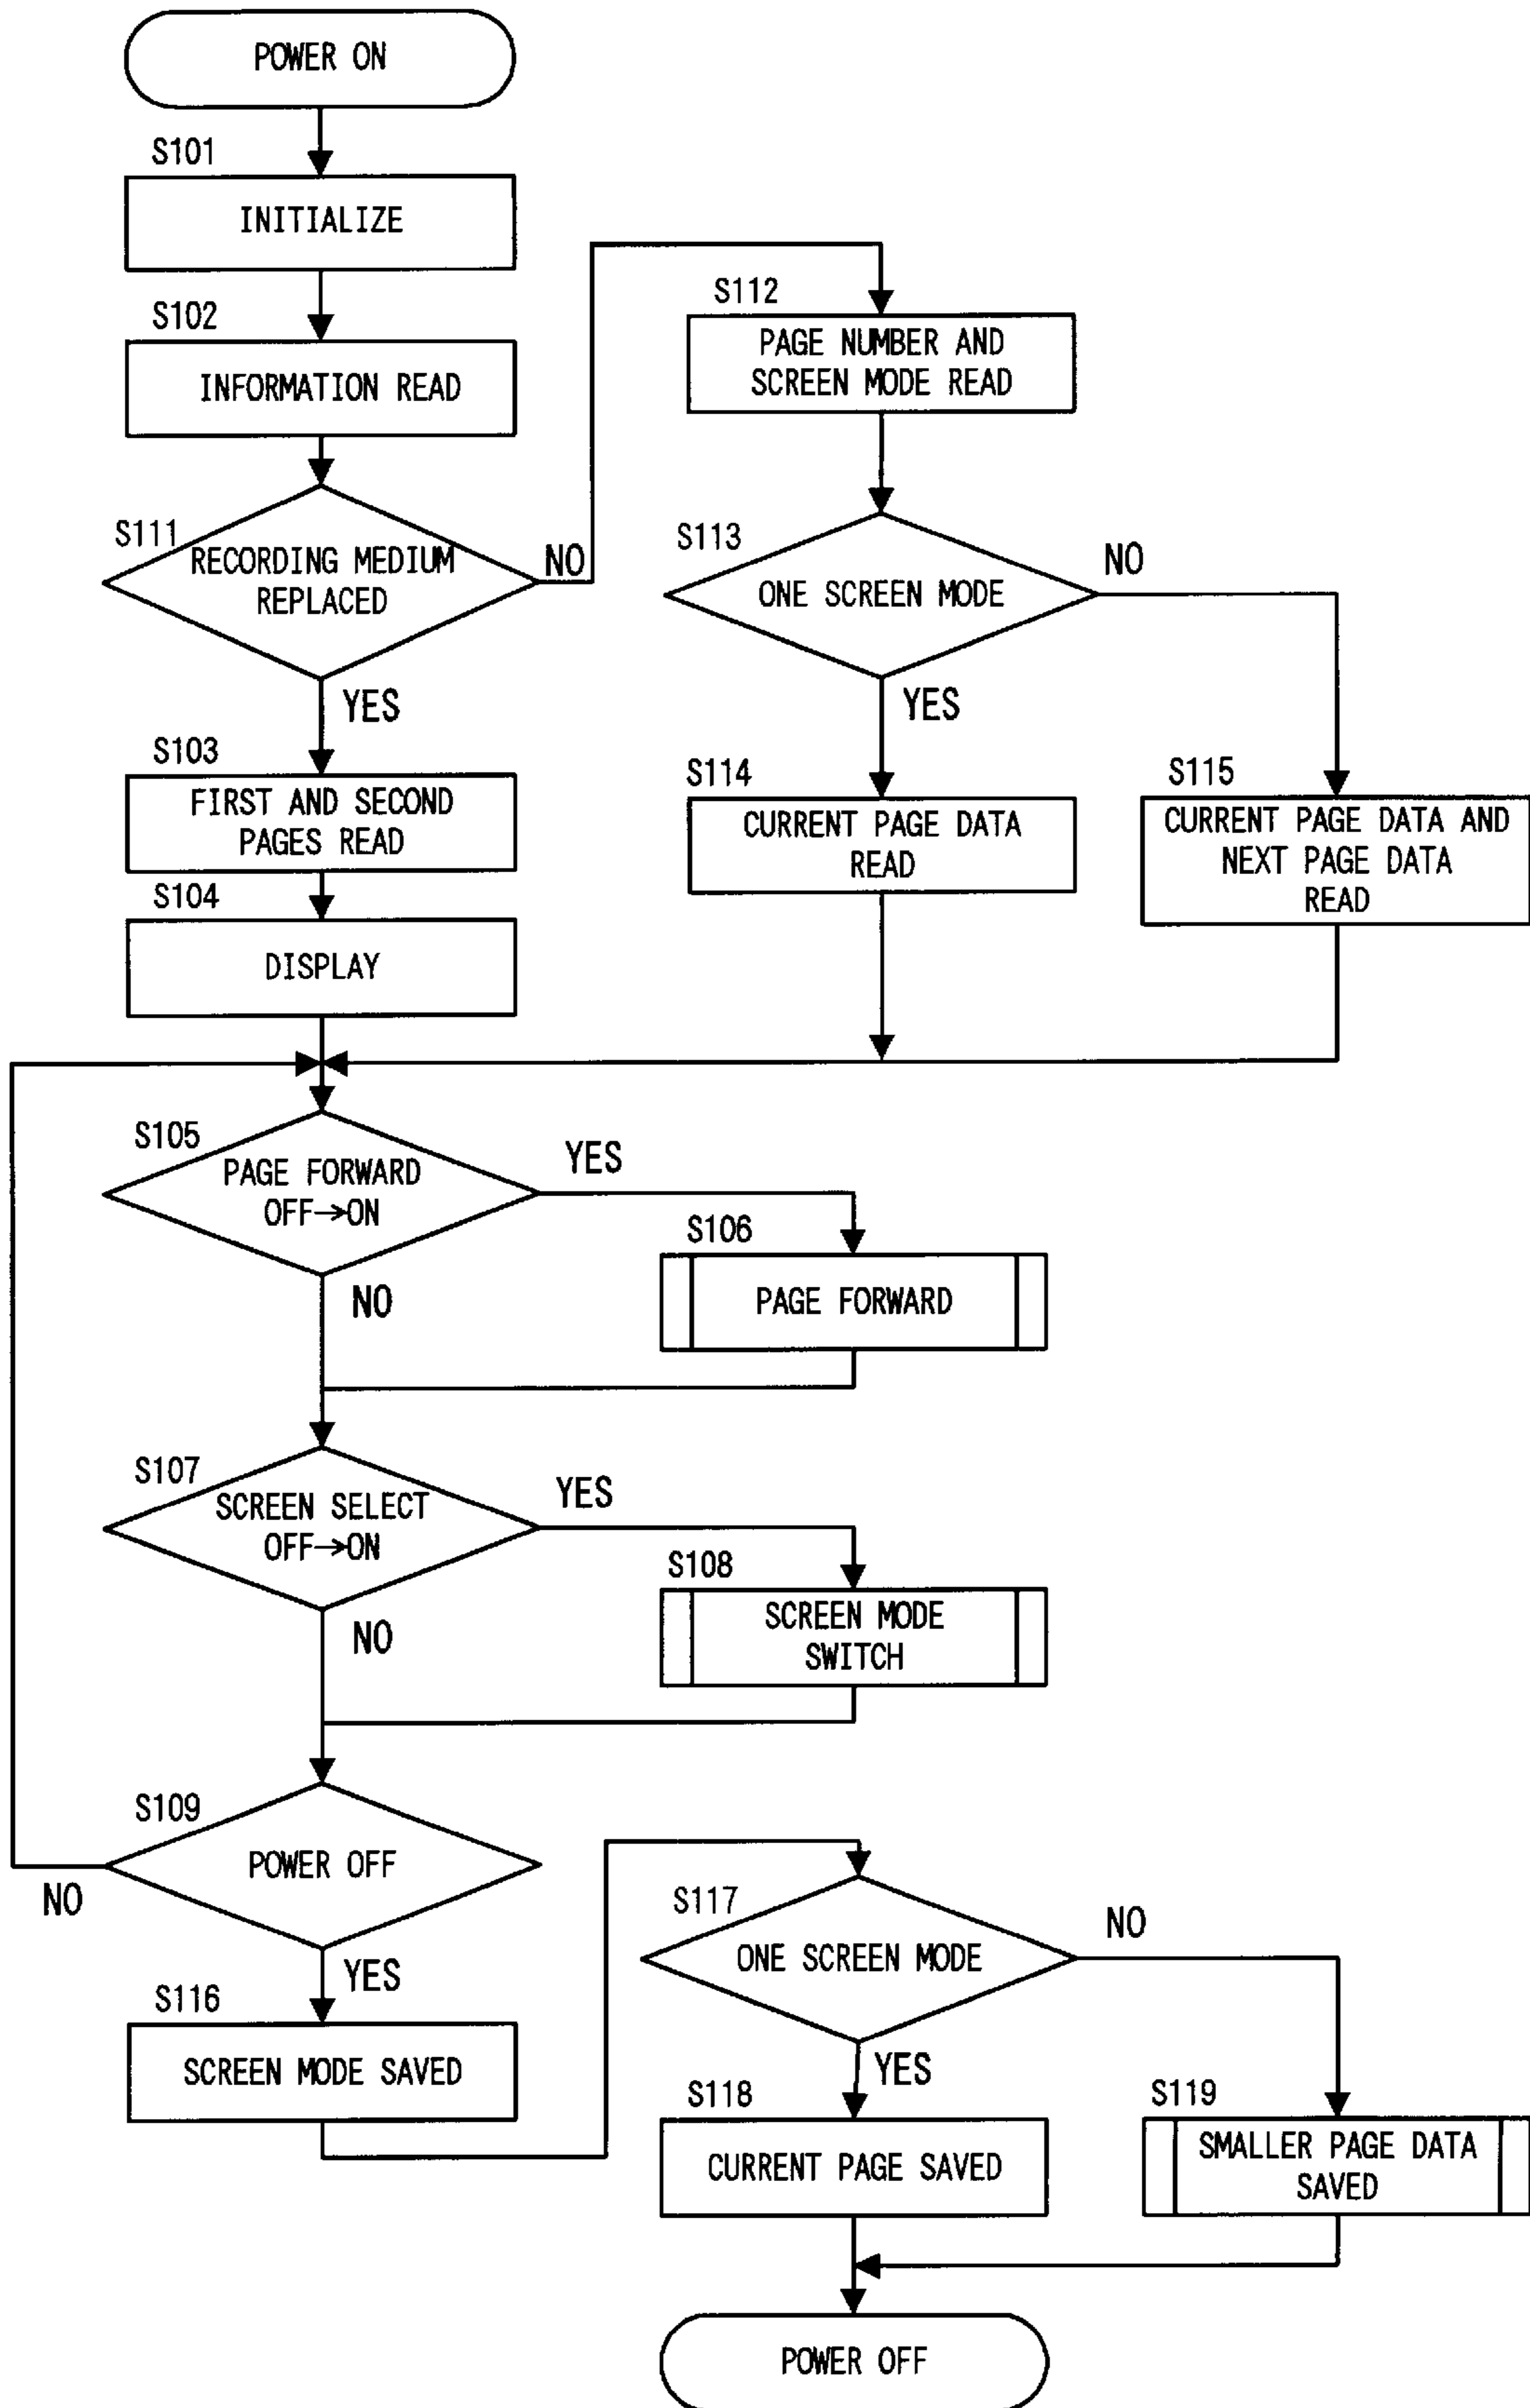 POWER ON
S101
INITIALIZE
S102
INFORMATION READ
S111
RECORDING MEDIUM
REPLACED
NO
YES
S112
PAGE NUMBER AND
SCREEN MODE READ
S113
ONE SCREEN MODE
NO
YES
S103
FIRST AND SECOND
PAGES READ
S114
CURRENT PAGE DATA
READ
S115
CURRENT PAGE DATA AND
NEXT PAGE DATA
READ
S104
DISPLAY
S105
PAGE FORWARD
OFF→ON
YES
NO
S106
PAGE FORWARD
S107
SCREEN SELECT
OFF→ON
YES
NO
S108
SCREEN MODE
SWITCH
S109
POWER OFF
NO
YES
S116
SCREEN MODE SAVED
S117
ONE SCREEN MODE
NO
YES
S118
CURRENT PAGE SAVED
S119
SMALLER PAGE DATA
SAVED
POWER OFF